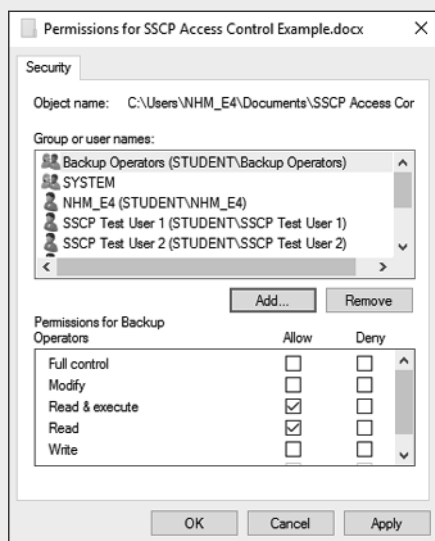 Permissions for SSCP Access Control Example.docx
Security
Object name: C:\Users\NHM_E4\Documents\SSCP Access Cor
Group or user names:
Backup Operators (STUDENT\Backup Operators)
SYSTEM
NHM_E4 (STUDENT\NHM_E4)
SSCP Test User 1 (STUDENT\SSCP Test User 1)
SSCP Test User 2 (STUDENT\SSCP Test User 2)
Add... Remove
Permissions for Backup
Operators Allow Deny
Full control
Modify
Read & execute
Read
Write
OK Cancel Apply